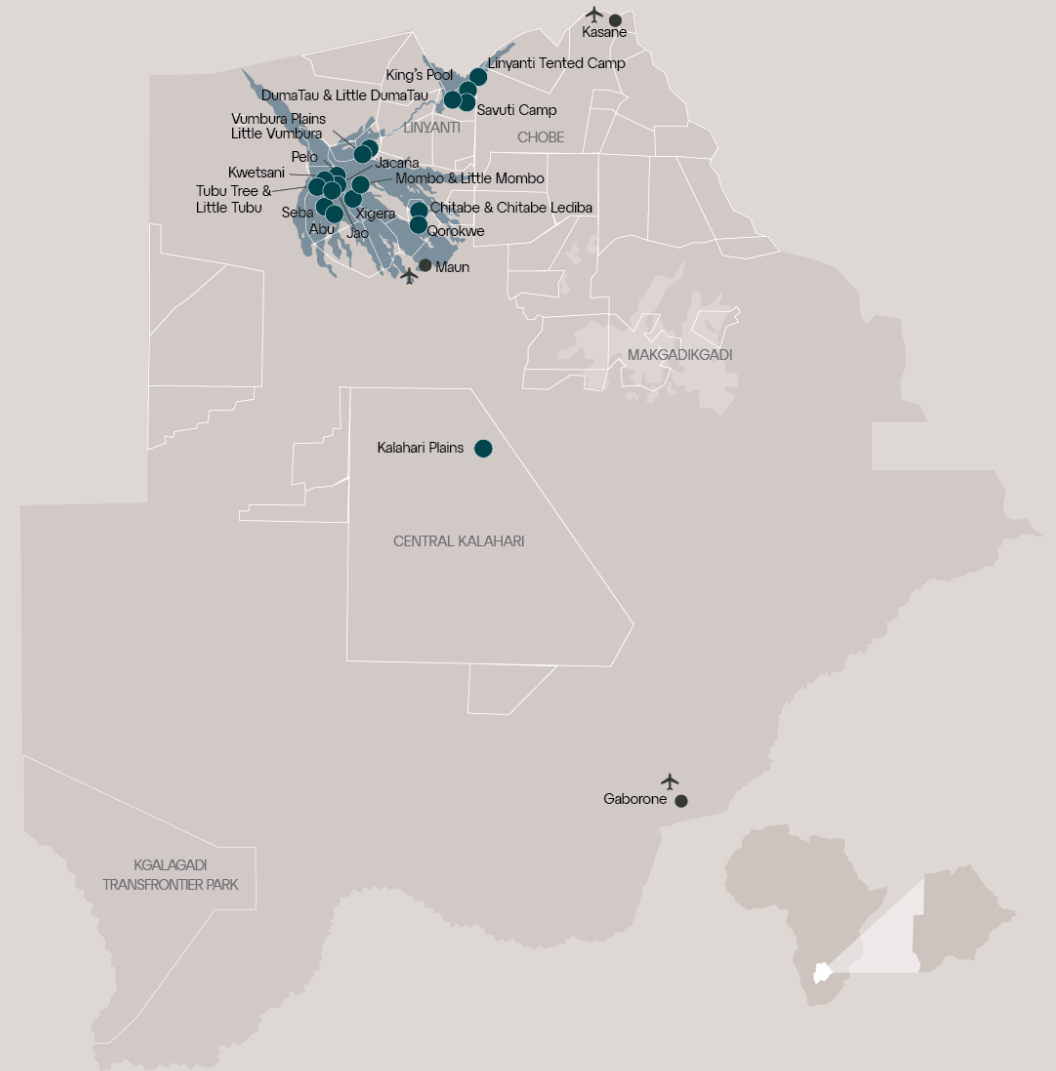 Kasane
Linyanti Tented Camp
King's Pool
DumaTau & Little DumaTau
Savuti Camp
Vumbura Plains
Little Vumbura
LINYANTI
CHOBE
Pelo
Jacana
Kwetsani
Mombo & Little Mombo
Tubu Tree &
Little Tubu
Seba
Xigera
Chitabe & Chitabe Lediba
Abu
Jao
Qorokwe
Maun
MAKGADIKGADI
Kalahari Plains
CENTRAL KALAHARI
Gaborone
KGALAGADI
TRANSFRONTIER PARK